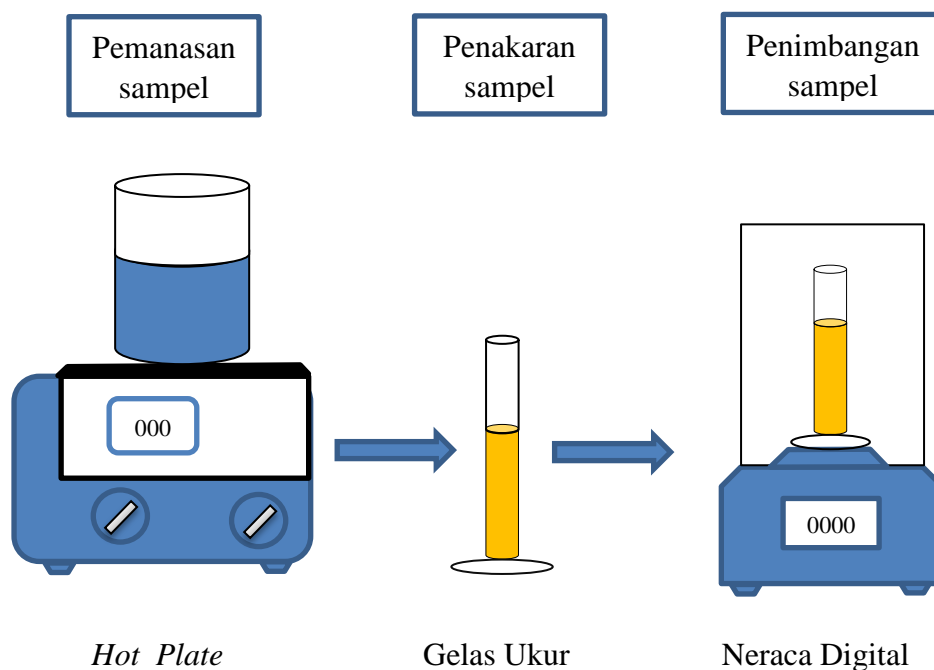 Pemanasan
sampel
Penakaran
sampel
Penimbangan
sampel
000
0000
Hot Plate
Gelas Ukur
Neraca Digital